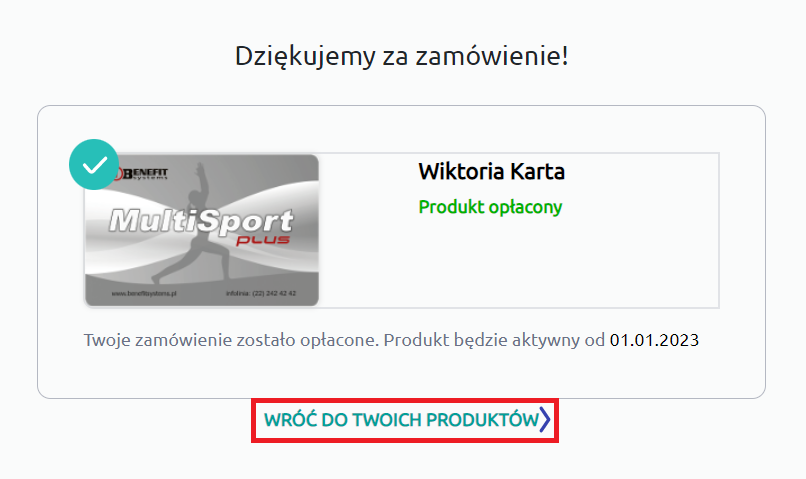 Dziękujemy za zamówienie!
BENEFIT
systems
Wiktoria Karta
Produkt opłacony
MultiSport
PLUS
www.benefitsystems.pl
infolinia: (22) 242 42 42
Twoje zamówienie zostało opłacone. Produkt będzie aktywny od 01.01.2023
WRÓĆ DO TWOICH PRODUKTÓW